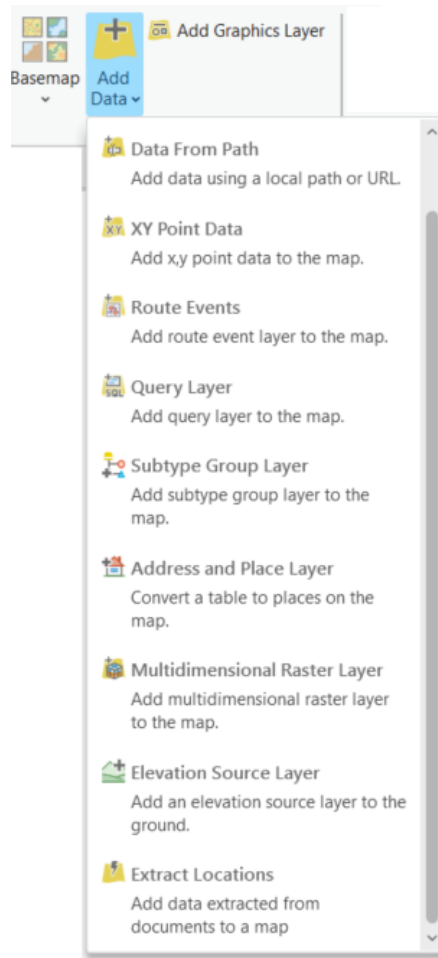 Basemap
Add
Data
Add Graphics Layer
Data From Path
Add data using a local path or URL.
XY Point Data
Add x,y point data to the map.
Route Events
Add route event layer to the map.
SQL
Query Layer
Add query layer to the map.
Subtype Group Layer
Add subtype group layer to the
map.
Address and Place Layer
Convert a table to places on the
map.
Multidimensional Raster Layer
Add multidimensional raster layer
to the map.
Elevation Source Layer
Add an elevation source layer to the
ground.
Extract Locations
Add data extracted from
documents to a map